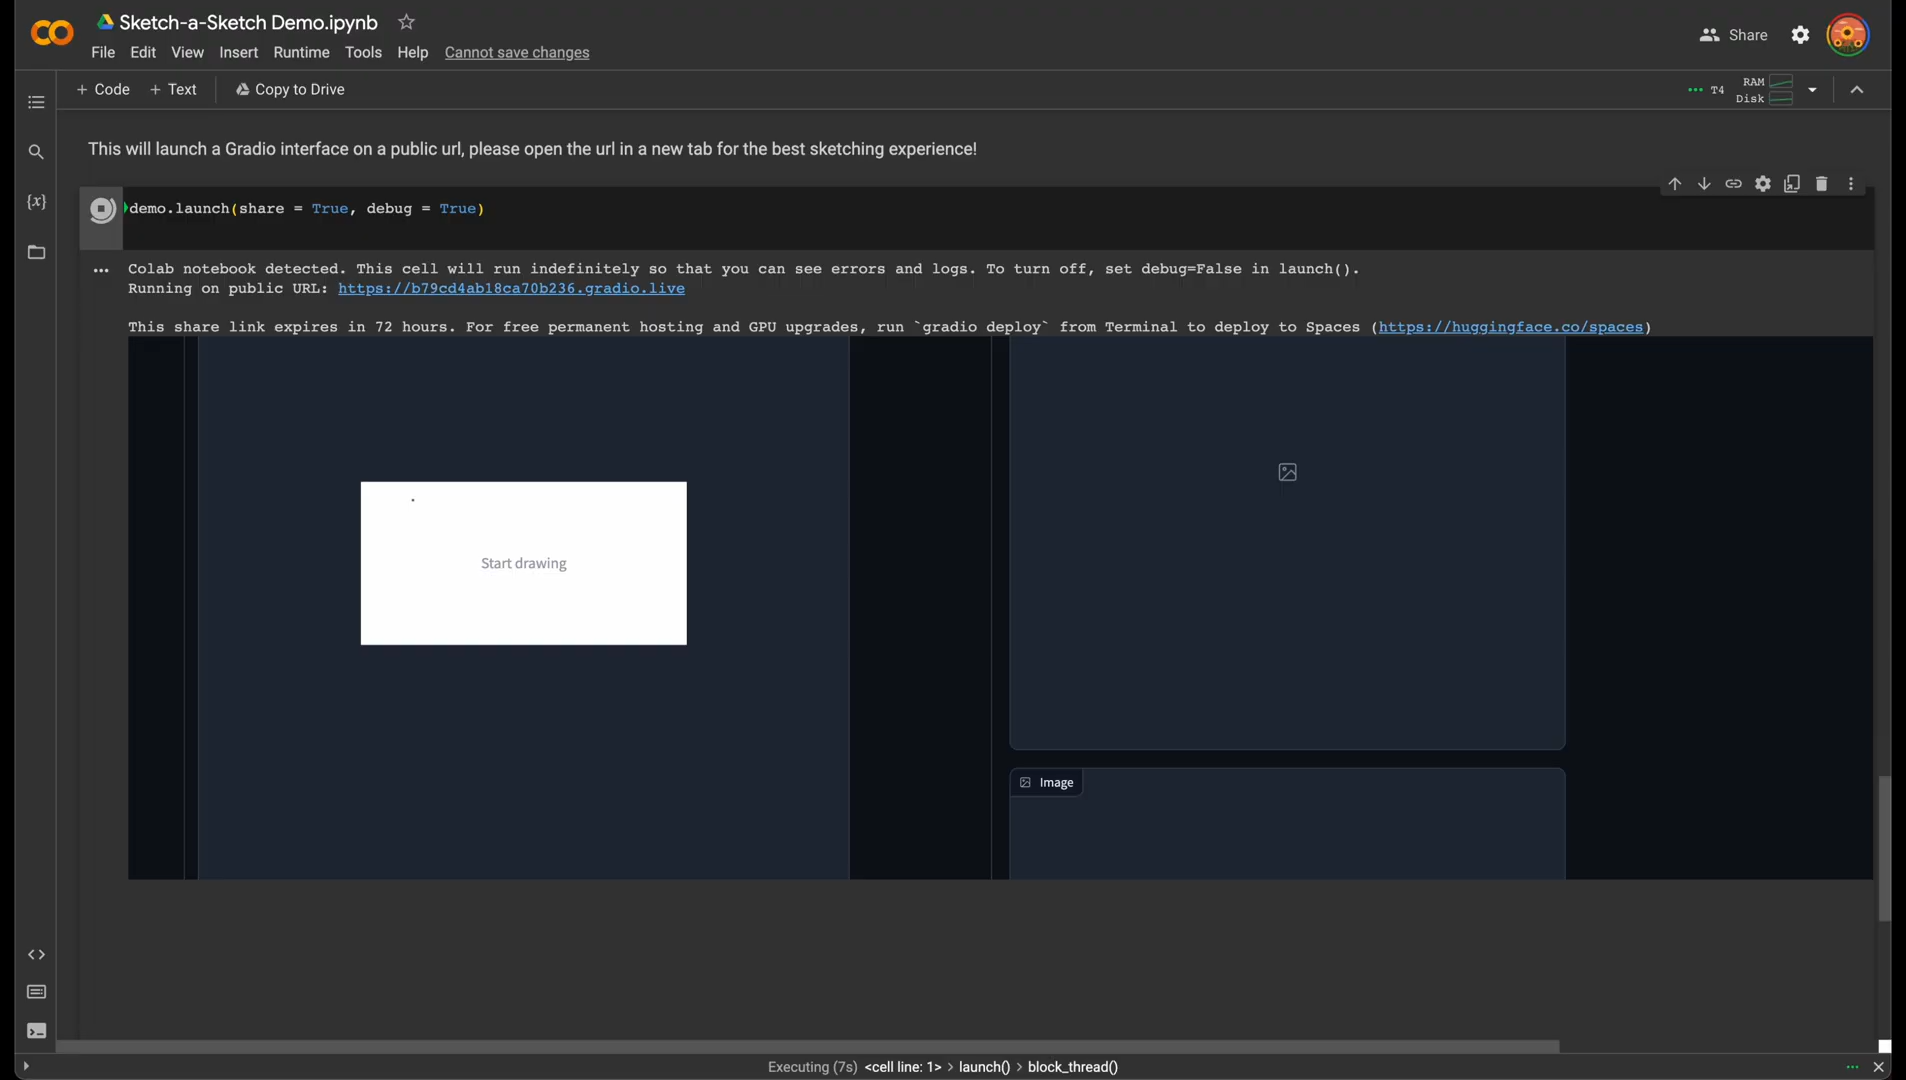 Sketch-a-Sketch Demo.ipynb
File Edit View Insert Runtime Tools Help Cannot save changes
Share
+ Code + Text Copy to Drive
T4 RAM
Disk
This will launch a Gradio interface on a public url, please open the url in a new tab for the best sketching experience!
{x}
demo.launch(share = True, debug = True)
Colab notebook detected. This cell will run indefinitely so that you can see errors and logs. To turn off, set debug=False in launch().
Running on public URL: https://b79cd4ab18ca70b236.gradio.live
This share link expires in 72 hours. For free permanent hosting and GPU upgrades, run `gradio deploy` from Terminal to deploy to Spaces (https://huggingface.co/spaces)
Start drawing
Image
Executing (7s) <cell line: 1> > launch() > block_thread()